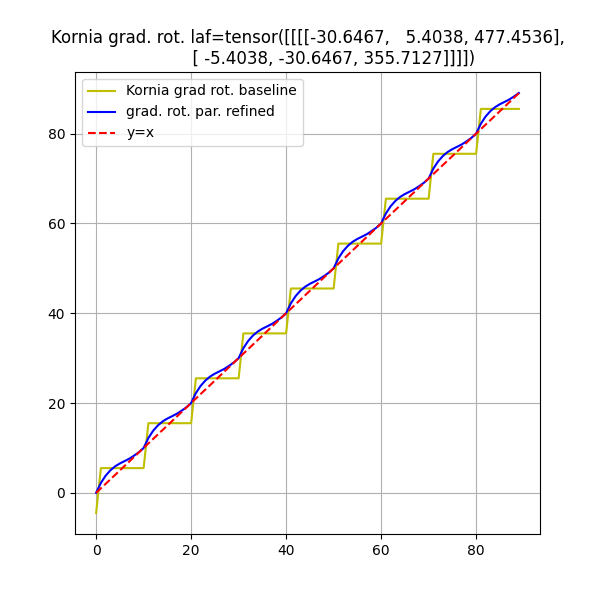 Kornia grad. rot. laf=tensor([[[[-30.6467,   5.4038, 477.4536],
[ -5.4038, -30.6467, 355.7127]]]])
Kornia grad rot. baseline
grad. rot. par. refined
y=x
80
60
40
20
0
0 20 40 60 80